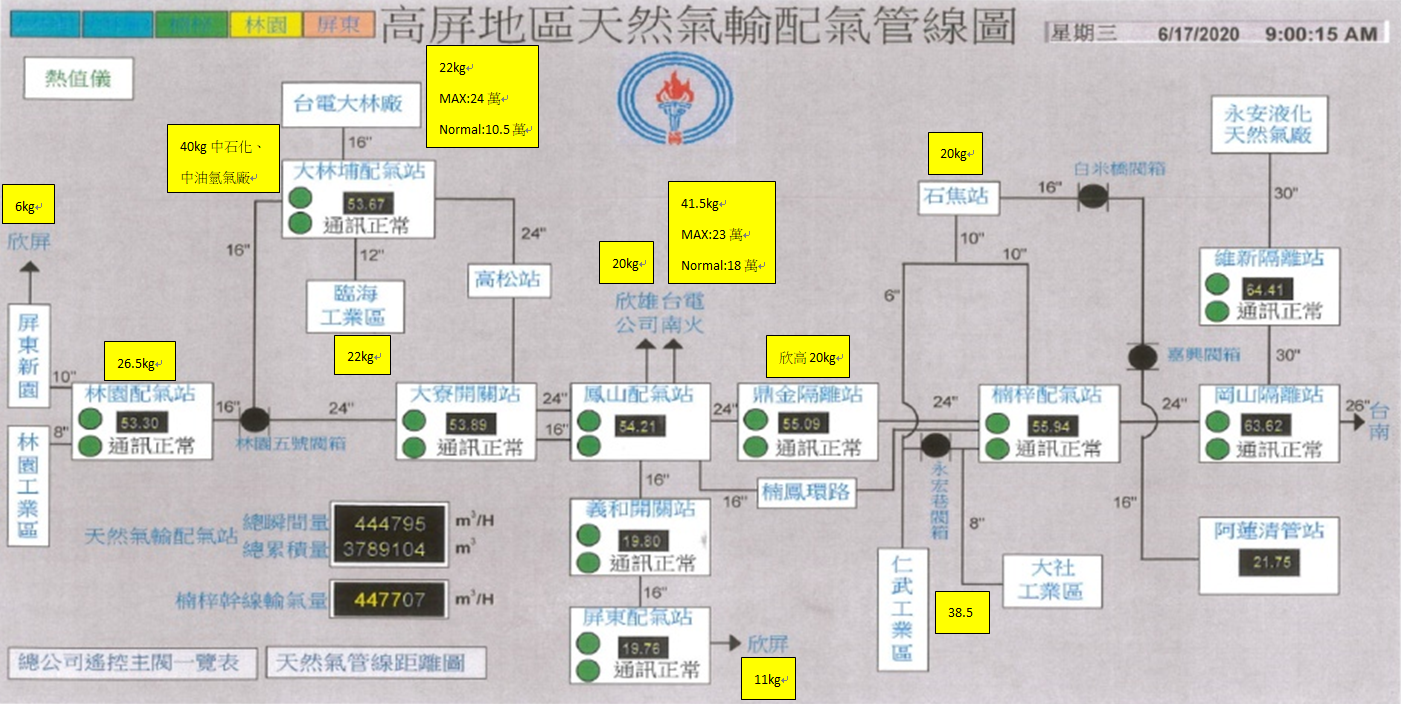 林園
屏東
高屏地區天然氣輸配氣管線圖
星期三 6/17/2020 9:00:15 AM
熱值儀
台電大林廠
22kg
MAX:24 萬
Normal:10.5 萬
永安液化
天然氣廠
16"
40kg 中石化、
中油氫氣廠
大林埔配氣站
53.67
通訊正常
20kg
白米橋閥箱
16"
石焦站
30"
6kg
欣屏
41.5kg
MAX:23 萬
Normal:18 萬
16"
24"
12"
10"
10"
20kg
高松站
維新隔離站
64.41
通訊正常
臨海
工業區
欣雄
公司
台電
南火
6"
屏東新園
26.5kg
22kg
欣高 20kg
嘉興閥箱
30"
10"
林園配氣站
53.30
通訊正常
16"
林園五號閥箱
24"
大寮開關站
53.89
通訊正常
24"
16"
鳳山配氣站
54.21
24"
鼎金隔離站
55.09
通訊正常
24"
楠梓配氣站
55.94
通訊正常
24"
岡山隔離站
63.62
通訊正常
26"
台南
8"
林園工業區
16"
16"
楠鳳環路
永宏巷閥箱
8"
16"
天然氣輸配氣站
總瞬間量 444795 m³/H
總累積量 3789104 m³
義和開關站
19.80
通訊正常
阿蓮清管站
21.75
仁武工業區
大社
工業區
楠梓幹線輸氣量 447707 m³/H
16"
38.5
屏東配氣站
19.76
通訊正常
欣屏
11kg
總公司遙控主閥一覽表
天然氣管線距離圖